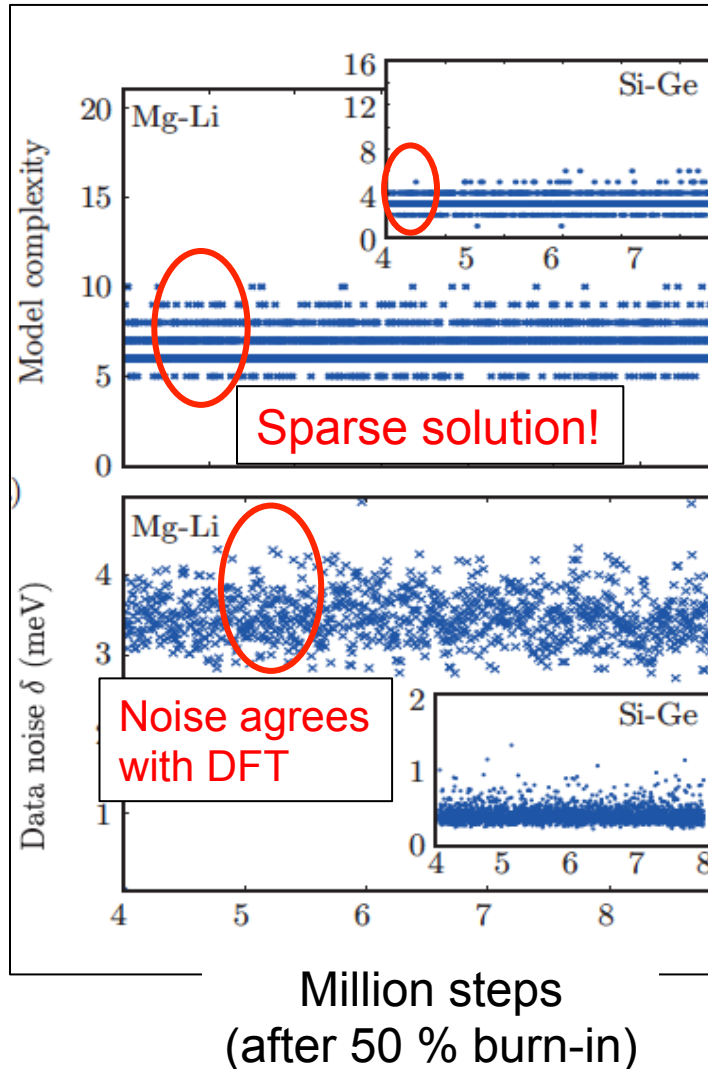 Mg-Li
Si-Ge
Model complexity
20
15
10
5
0
16
12
8
4
0
4
5
6
7
Sparse solution!
)
Mg-Li
Data noise δ (meV)
4
3
1
Noise agrees
with DFT
Si-Ge
2
1
0
4
5
6
7
8
4
5
6
7
8
Million steps
(after 50 % burn-in)